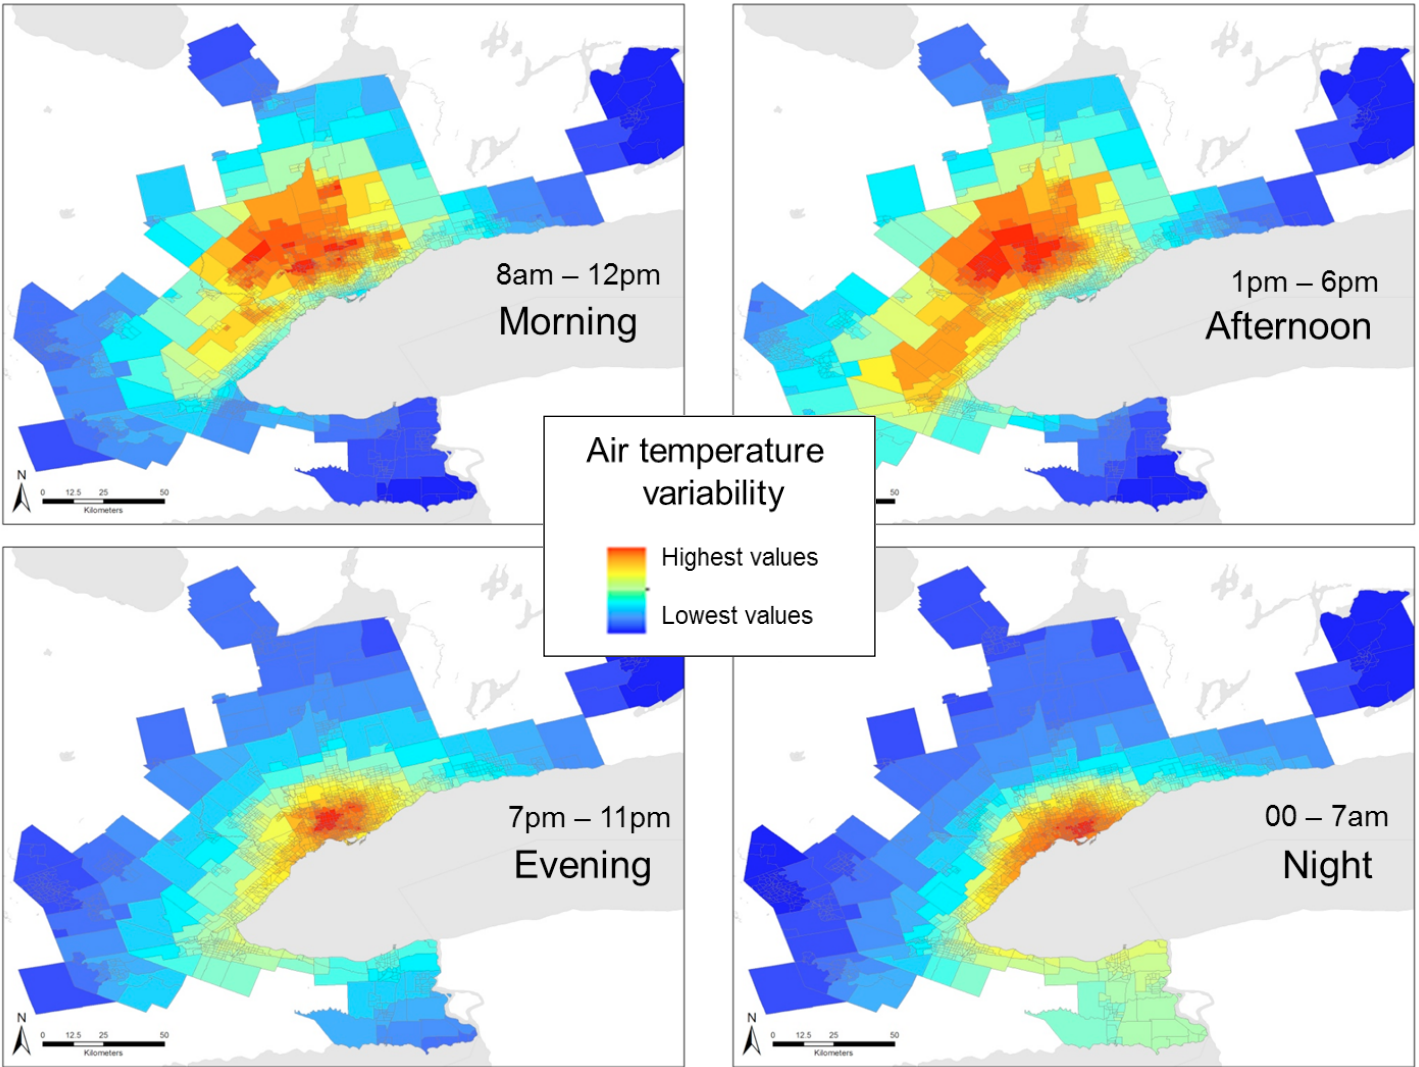 8am – 12pm
Morning
N
0 12.5 25 50
Kilometers
1pm – 6pm
Afternoon
50
Air temperature
variability
Highest values
Lowest values
7pm – 11pm
Evening
N
0 12.5 25 50
Kilometers
00 – 7am
Night
N
0 12.5 25 50
Kilometers